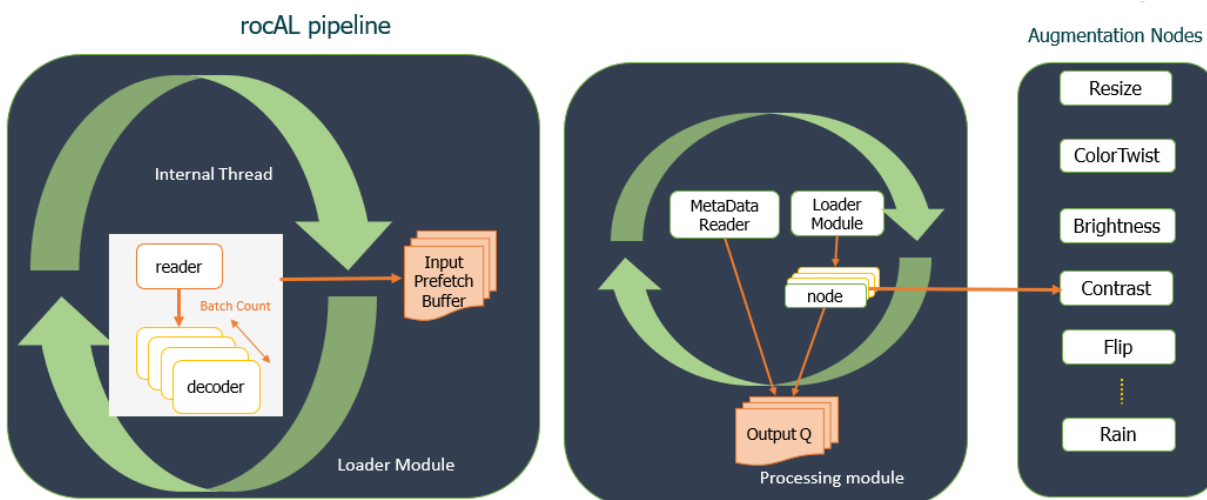 rocAL pipeline
Internal Thread
reader
Batch Count
decoder
Input
Prefetch
Buffer
Loader Module
MetaData
Reader
Loader
Module
node
Output Q
Processing module
Augmentation Nodes
Resize
ColorTwist
Brightness
Contrast
Flip
Rain